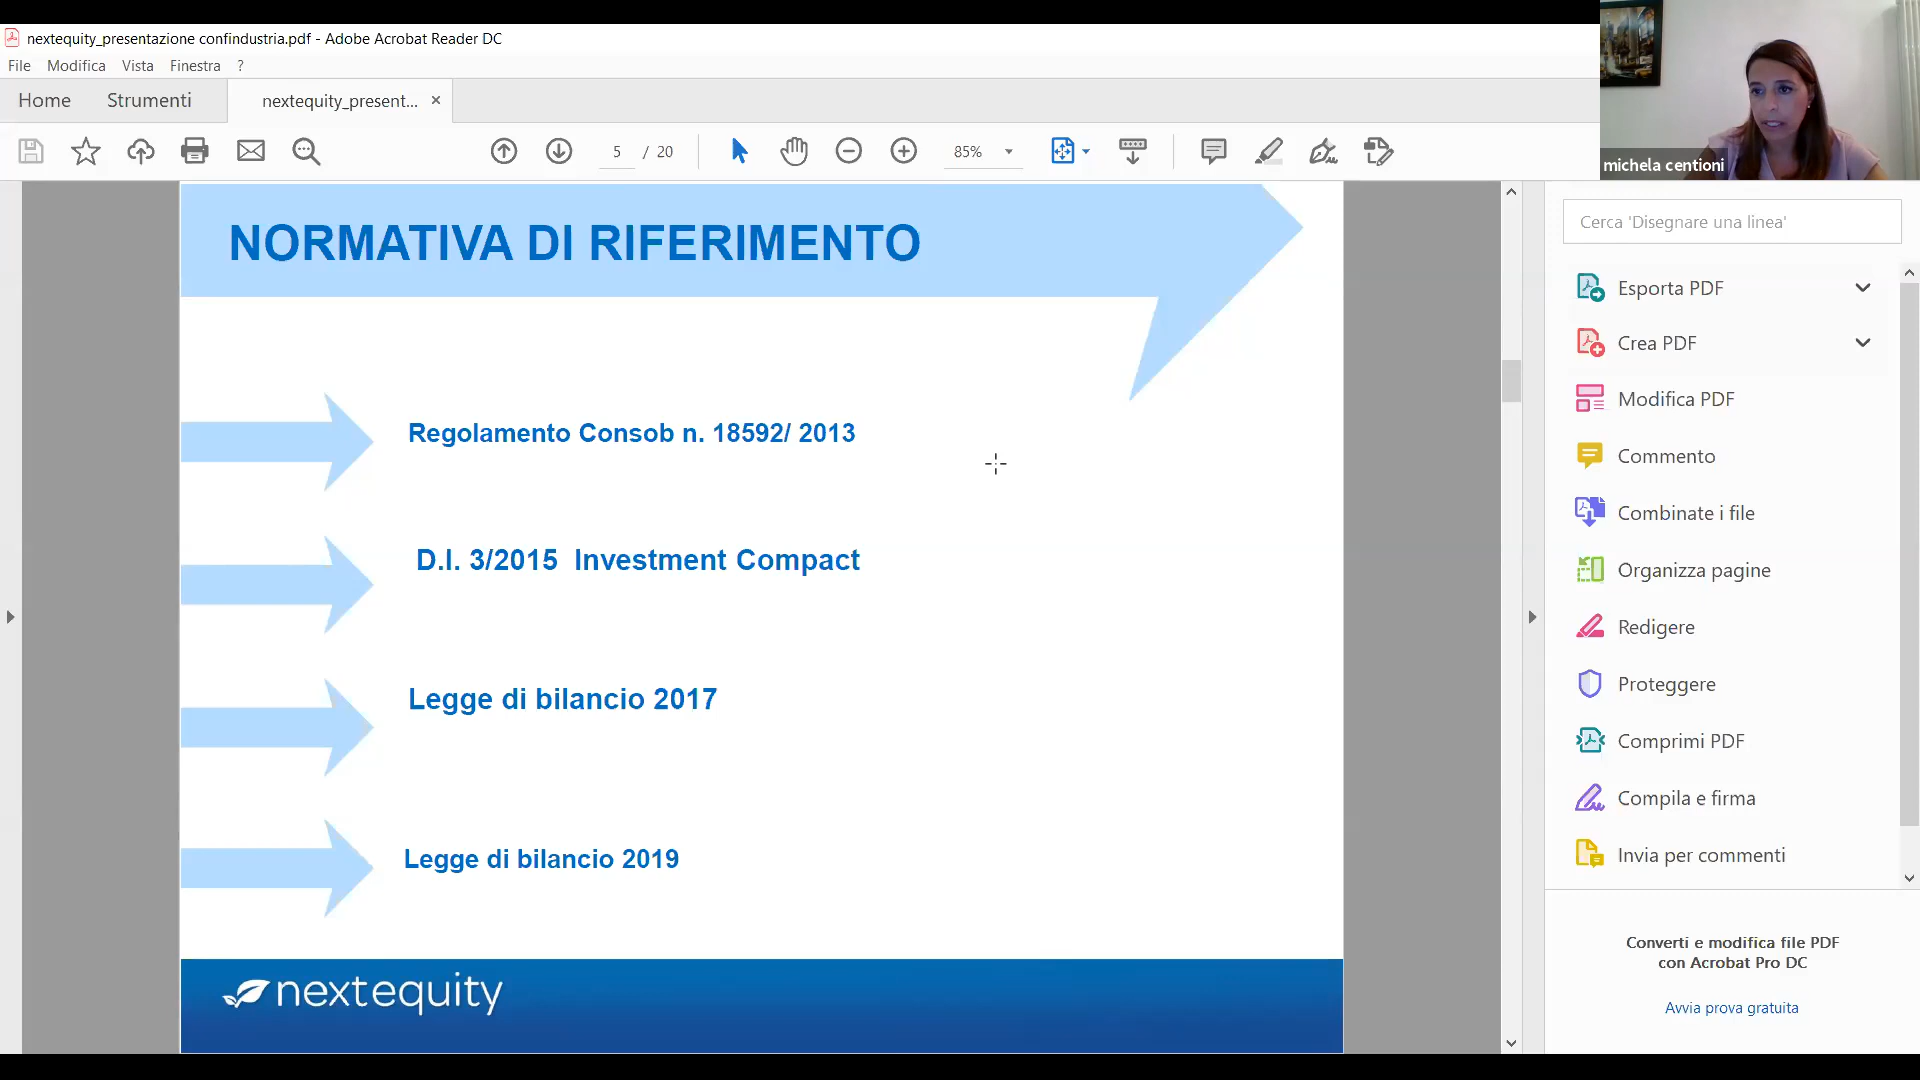 nextequity_presentazione confindustria.pdf - Adobe Acrobat Reader DC
File Modifica Vista Finestra ?
Home Strumenti nextequity_present... ×
5 / 20 85%
michela centioni
NORMATIVA DI RIFERIMENTO
Regolamento Consob n. 18592/ 2013
D.l. 3/2015 Investment Compact
Legge di bilancio 2017
Legge di bilancio 2019
nextequity
Cerca 'Disegnare una linea'
Esporta PDF
Crea PDF
Modifica PDF
Commento
Combinate i file
Organizza pagine
Redigere
Proteggere
Comprimi PDF
Compila e firma
Invia per commenti
Converti e modifica file PDF
con Acrobat Pro DC
Avvia prova gratuita